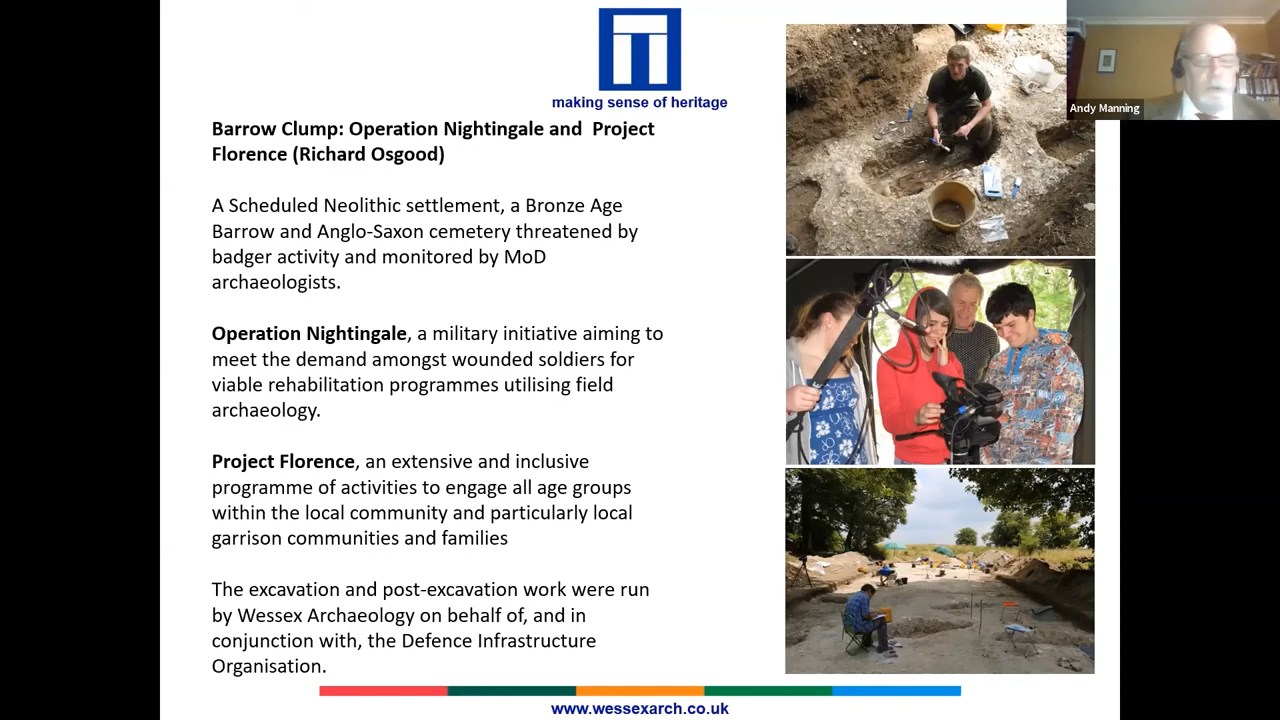 making sense of heritage
Barrow Clump: Operation Nightingale and Project
Florence (Richard Osgood)
A Scheduled Neolithic settlement, a Bronze Age
Barrow and Anglo-Saxon cemetery threatened by
badger activity and monitored by MoD
archaeologists.
Operation Nightingale, a military initiative aiming to
meet the demand amongst wounded soldiers for
viable rehabilitation programmes utilising field
archaeology.
Project Florence, an extensive and inclusive
programme of activities to engage all age groups
within the local community and particularly local
garrison communities and families
The excavation and post-excavation work were run
by Wessex Archaeology on behalf of, and in
conjunction with, the Defence Infrastructure
Organisation.
www.wessexarch.co.uk
Andy Manning